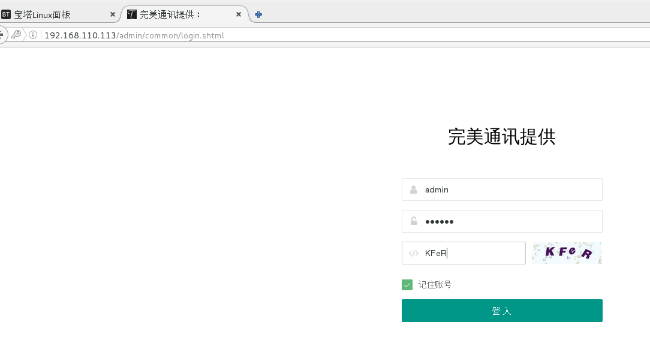 宝塔Linux面板
完美通讯提供：
192.168.110.113/admin/common/login.shtml
完美通讯提供
admin
KFeR
KFeR
记住账号
登 入